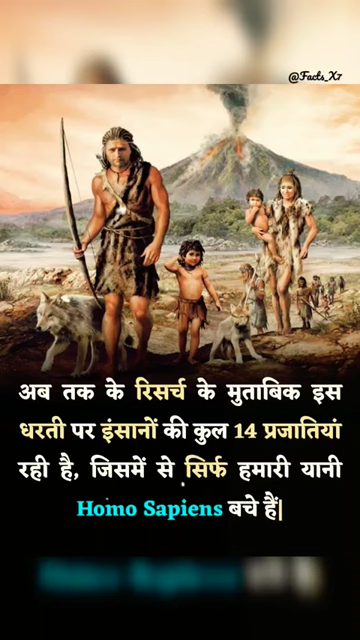 @Facts_X7
अब तक के रिसर्च के मुताबिक इस
धरती पर इंसानों की कुल 14 प्रजातियां
रही है, जिसमें से सिर्फ हमारी यानी
Homo Sapiens बचे हैं|